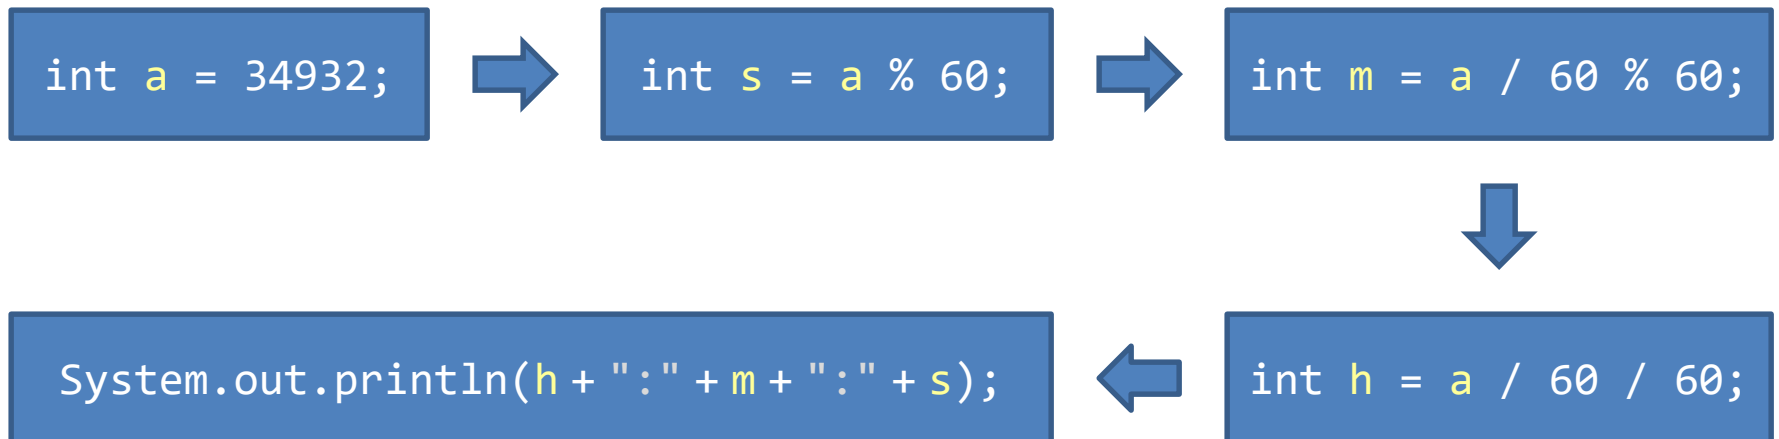 int a = 34932;
int s = a % 60;
int m = a / 60 % 60;
int h = a / 60 / 60;
System.out.println(h + ":" + m + ":" + s);